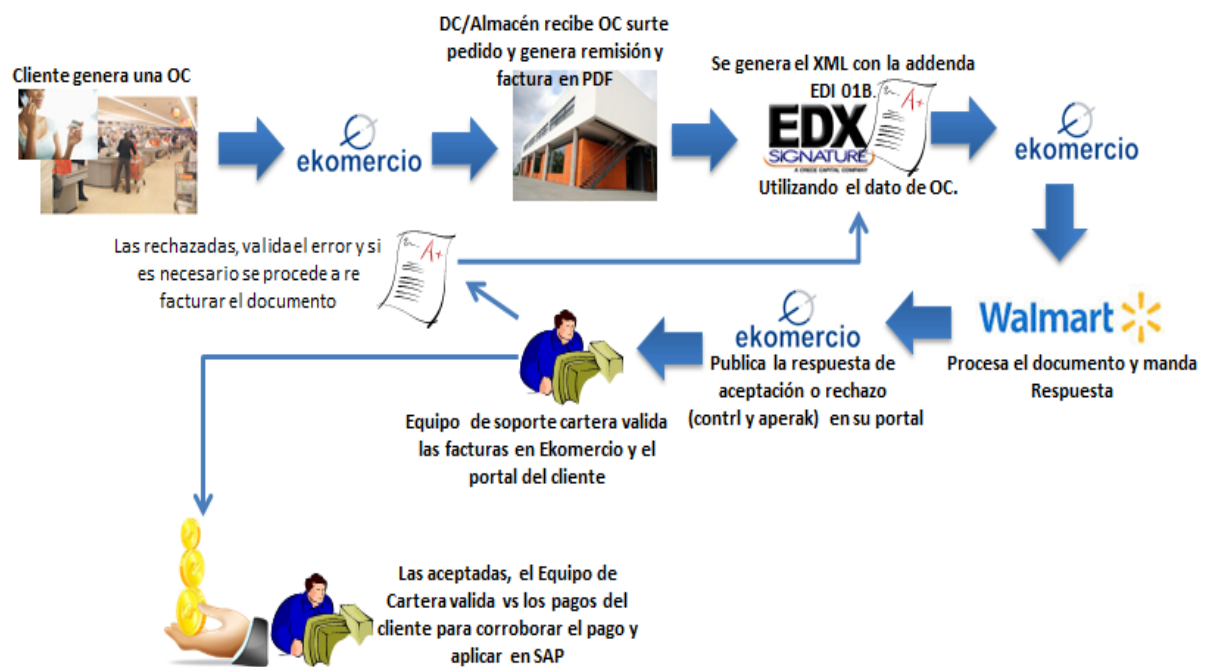 Cliente genera una OC
ekomercio
DC/Almacén recibe OC surte
pedido y genera remisión y
factura en PDF
Se genera el XML con la addenda
EDI 01B.
A+
EDX
SIGNATURE
A CREGE CAPITAL COMPANY
Utilizando el dato de OC.
ekomercio
Walmart
Procesa el documento y manda
Respuesta
ekomercio
Publica la respuesta de
aceptación o rechazo
(contrl y aperak) en su portal
Equipo de soporte cartera valida
las facturas en Ekomercio y el
portal del cliente
Las rechazadas, valida el error y si
es necesario se procede a re
facturar el documento
A+
Las aceptadas, el Equipo de
Cartera valida vs los pagos del
cliente para corroborar el pago y
aplicar en SAP